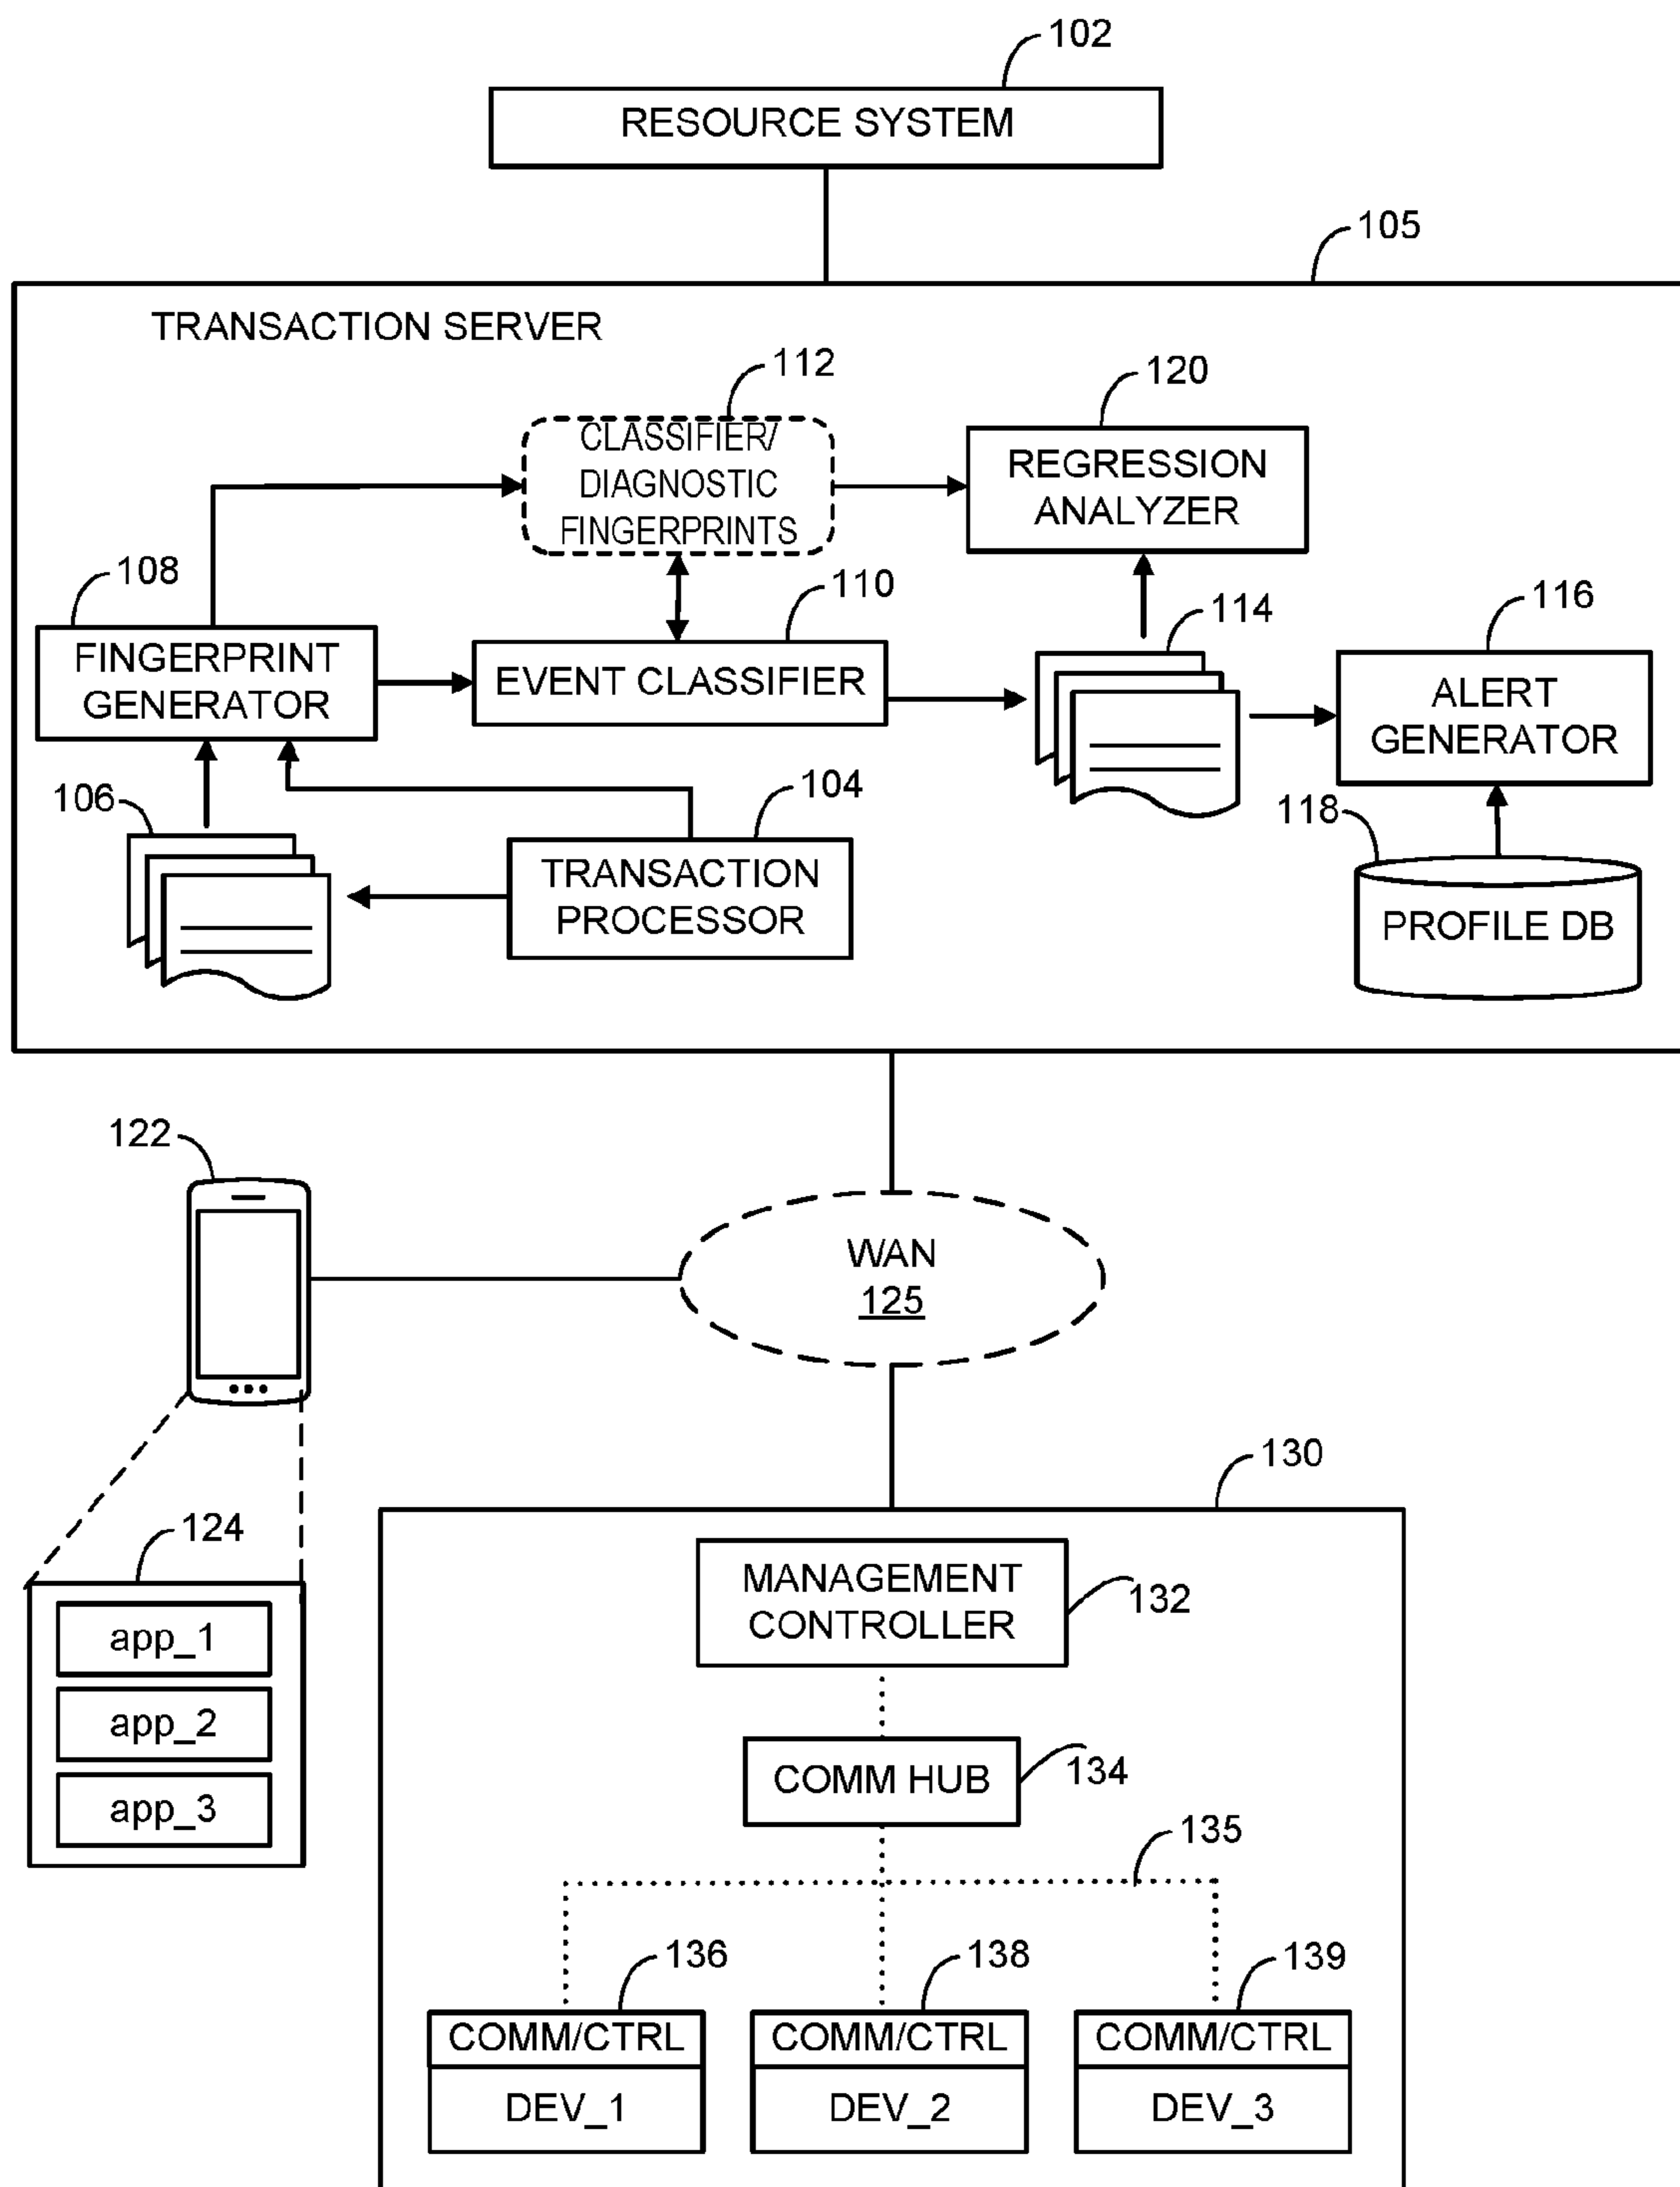 102
RESOURCE SYSTEM
105
TRANSACTION SERVER
112
120
CLASSIFIER/
DIAGNOSTIC
FINGERPRINTS
REGRESSION
ANALYZER
108
110
114
116
FINGERPRINT
GENERATOR
EVENT CLASSIFIER
ALERT
GENERATOR
106
104
118
TRANSACTION
PROCESSOR
PROFILE DB
122
WAN
125
130
124
MANAGEMENT
CONTROLLER
132
app_1
app_2
app_3
COMM HUB
134
135
136
138
139
COMM/CTRL
COMM/CTRL
COMM/CTRL
DEV_1
DEV_2
DEV_3